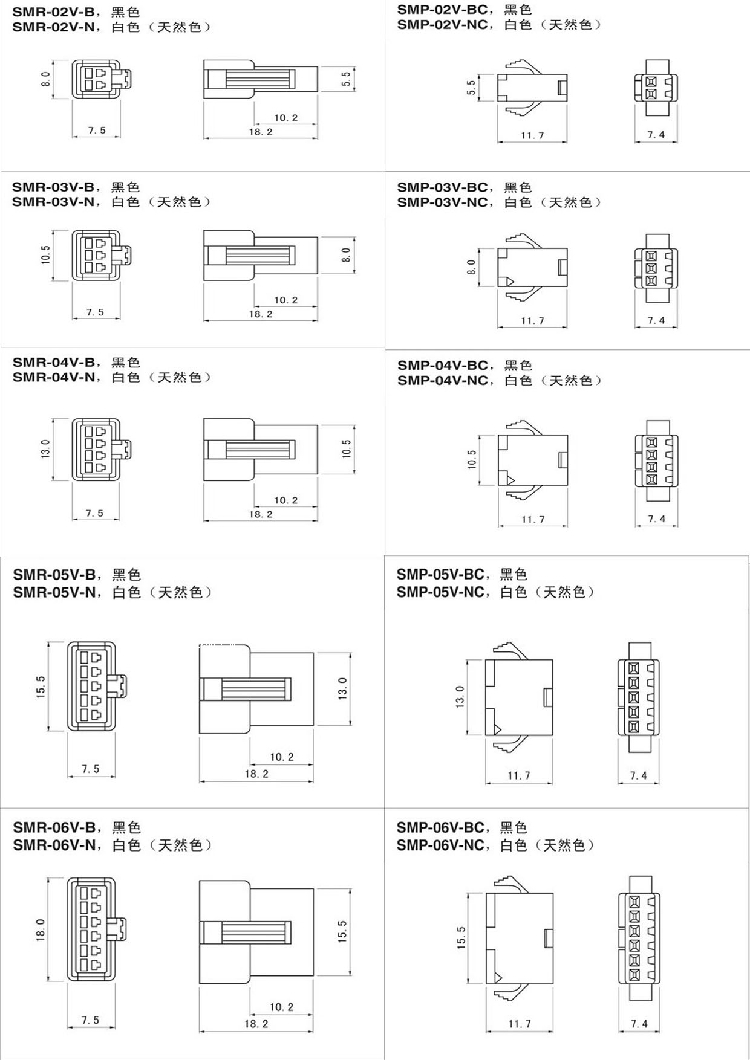 SMR-02V-B，黑色
SMR-02V-N，白色（天然色）
8.0
5.5
7.5
10.2
18.2
SMP-02V-BC，黑色
SMP-02V-NC，白色（天然色）
5.5
11.7
7.4
SMR-03V-B，黑色
SMR-03V-N，白色（天然色）
10.5
8.0
7.5
10.2
18.2
SMP-03V-BC，黑色
SMP-03V-NC，白色（天然色）
8.0
11.7
7.4
SMR-04V-B，黑色
SMR-04V-N，白色（天然色）
13.0
10.5
7.5
10.2
18.2
SMP-04V-BC，黑色
SMP-04V-NC，白色（天然色）
10.5
11.7
7.4
SMR-05V-B，黑色
SMR-05V-N，白色（天然色）
15.5
13.0
7.5
10.2
18.2
SMP-05V-BC，黑色
SMP-05V-NC，白色（天然色）
13.0
11.7
7.4
SMR-06V-B，黑色
SMR-06V-N，白色（天然色）
18.0
15.5
7.5
10.2
18.2
SMP-06V-BC，黑色
SMP-06V-NC，白色（天然色）
15.5
11.7
7.4